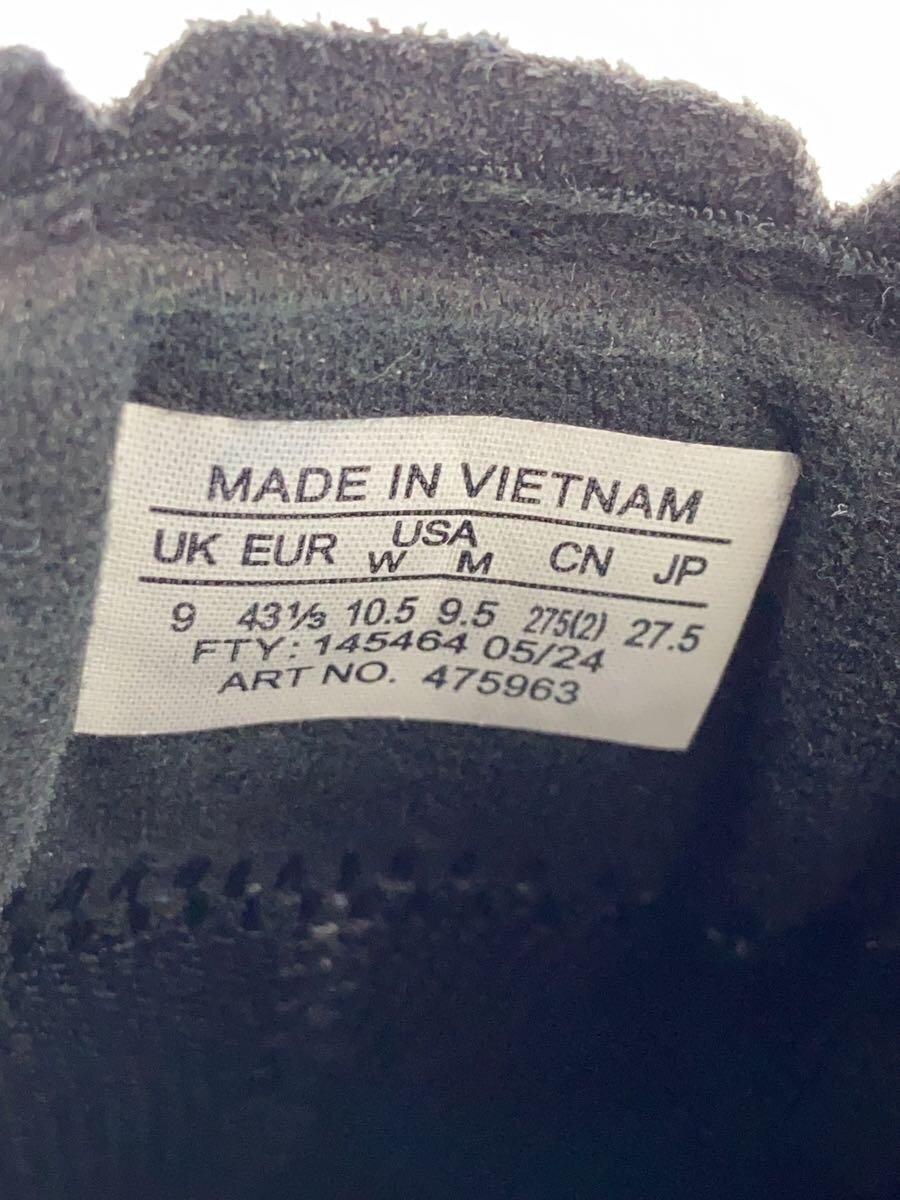 MADE IN VIETNAM
UK EUR USA CN JP
W M
9 43⅓ 10.5 9.5 275(2) 27.5
FTY: 145464 05/24
ART NO. 475963